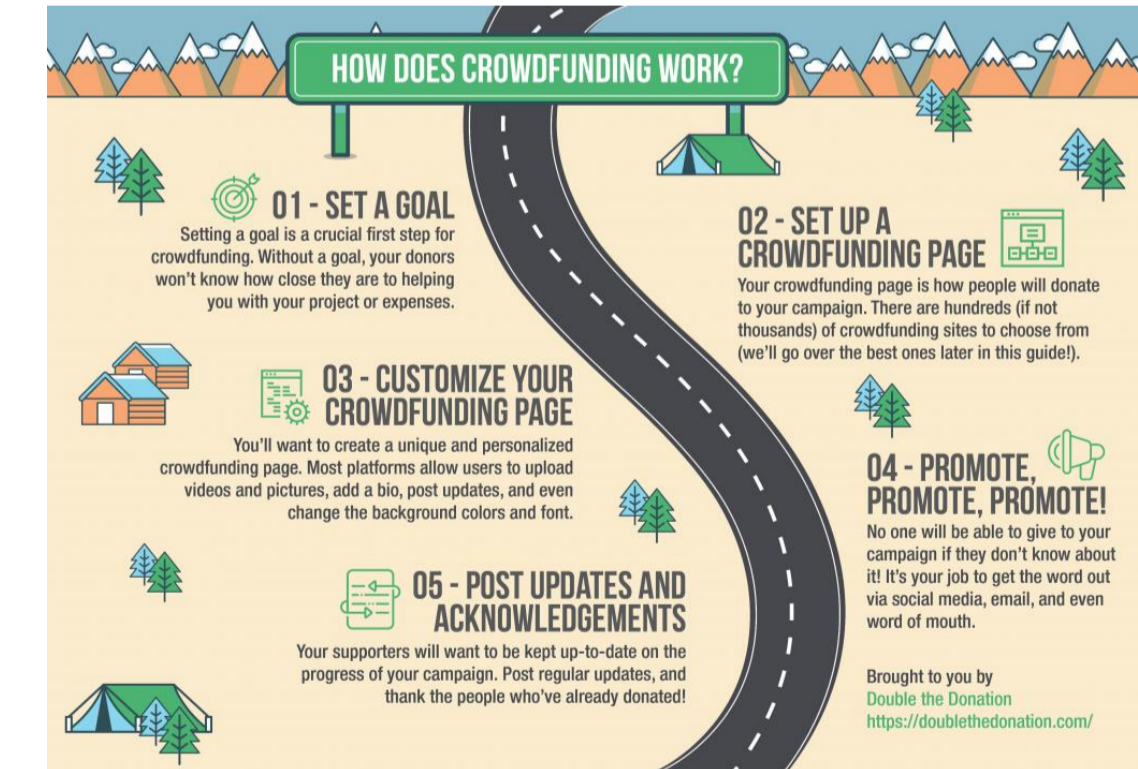 HOW DOES CROWDFUNDING WORK?
01 - SET A GOAL
Setting a goal is a crucial first step for
crowdfunding. Without a goal, your donors
won't know how close they are to helping
you with your project or expenses.
02 - SET UP A
CROWDFUNDING PAGE
Your crowdfunding page is how people will donate
to your campaign. There are hundreds (if not
thousands) of crowdfunding sites to choose from
(we'll go over the best ones later in this guide!).
03 - CUSTOMIZE YOUR
CROWDFUNDING PAGE
You'll want to create a unique and personalized
crowdfunding page. Most platforms allow users to upload
videos and pictures, add a bio, post updates, and even
change the background colors and font.
04 - PROMOTE,
PROMOTE, PROMOTE!
No one will be able to give to your
campaign if they don't know about
it! It's your job to get the word out
via social media, email, and even
word of mouth.
05 - POST UPDATES AND
ACKNOWLEDGEMENTS
Your supporters will want to be kept up-to-date on the
progress of your campaign. Post regular updates, and
thank the people who've already donated!
Brought to you by
Double the Donation
https://doublethedonation.com/